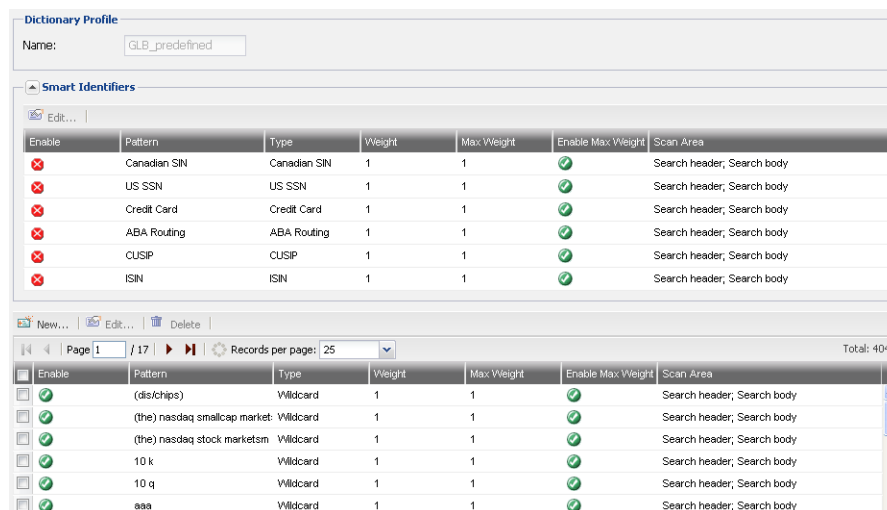 Dictionary Profile
Name: GLB_predefined
Smart Identifiers
Edit...
Enable Pattern Type Weight Max Weight Enable Max Weight Scan Area
Canadian SIN Canadian SIN 1 1 Search header; Search body
US SSN US SSN 1 1 Search header; Search body
Credit Card Credit Card 1 1 Search header; Search body
ABA Routing ABA Routing 1 1 Search header; Search body
CUSIP CUSIP 1 1 Search header; Search body
ISIN ISIN 1 1 Search header; Search body
New... Edit... Delete
Page 1 / 17 Records per page: 25 Total: 404
Enable Pattern Type Weight Max Weight Enable Max Weight Scan Area
(dis/chips) Wildcard 1 1 Search header; Search body
(the) nasdaq smallcap market Wildcard 1 1 Search header; Search body
(the) nasdaq stock marketsm Wildcard 1 1 Search header; Search body
10 k Wildcard 1 1 Search header; Search body
10 q Wildcard 1 1 Search header; Search body
aaa Wildcard 1 1 Search header; Search body